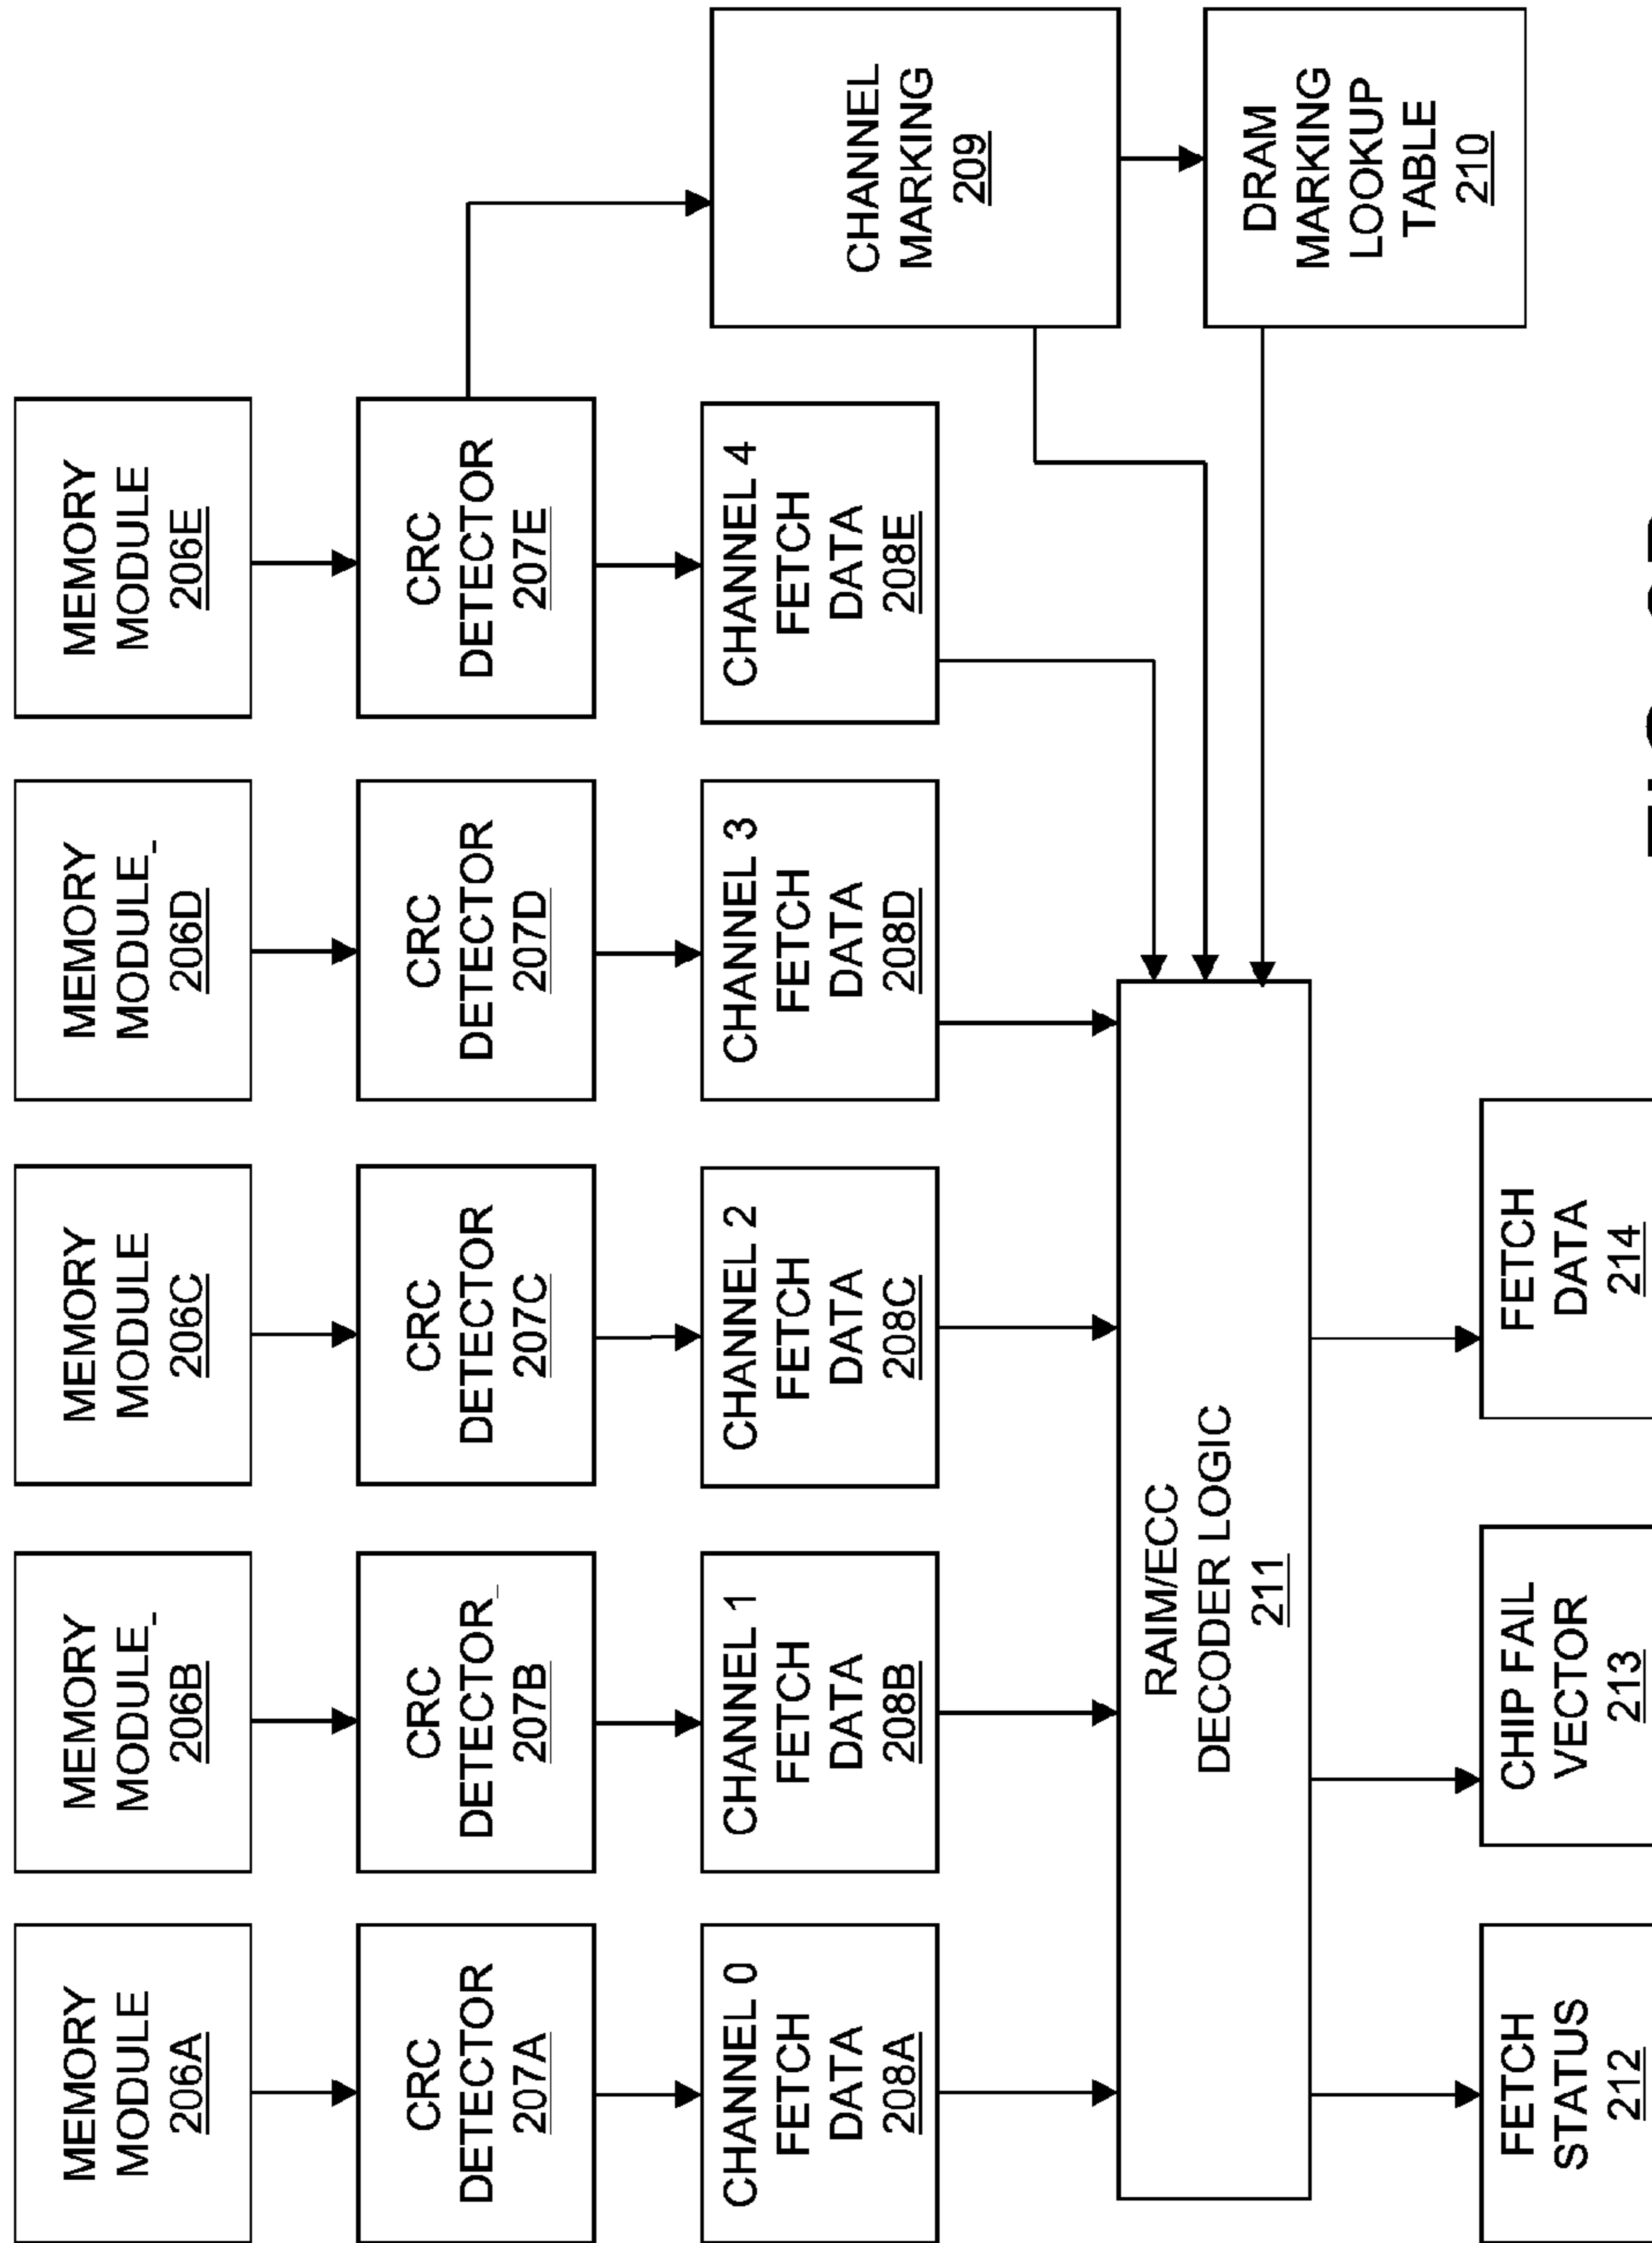 MEMORY
MODULE
206A
MEMORY
MODULE
206B
MEMORY
MODULE
206C
MEMORY
MODULE
206D
MEMORY
MODULE
206E
CRC
DETECTOR
207A
CRC
DETECTOR
207B
CRC
DETECTOR
207C
CRC
DETECTOR
207D
CRC
DETECTOR
207E
CHANNEL 0
FETCH
DATA
208A
CHANNEL 1
FETCH
DATA
208B
CHANNEL 2
FETCH
DATA
208C
CHANNEL 3
FETCH
DATA
208D
CHANNEL 4
FETCH
DATA
208E
CHANNEL
MARKING
209
RAIM/ECC
DECODER LOGIC
211
DRAM
MARKING
LOOKUP
TABLE
210
FETCH
STATUS
212
CHIP FAIL
VECTOR
213
FETCH
DATA
214